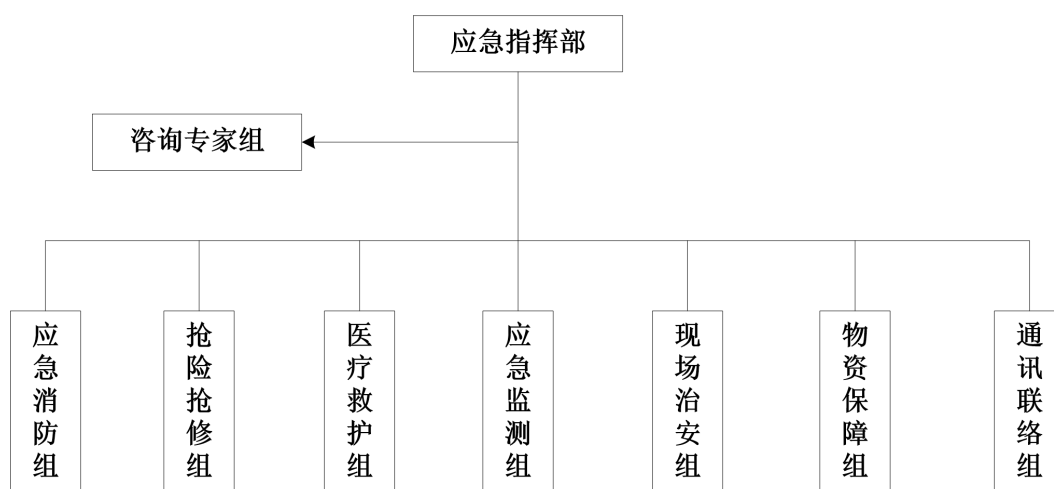 应急指挥部
咨询专家组
应急消防组
抢险抢修组
医疗救护组
应急监测组
现场治安组
物资保障组
通讯联络组